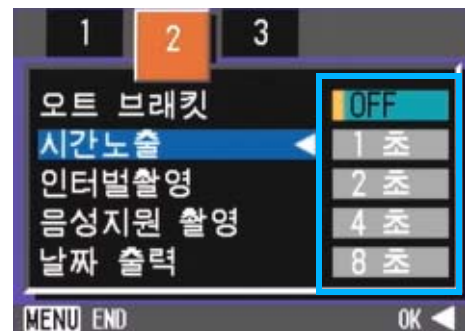 1 2 3
오트 브래킷 OFF
시간노출 ◀ 1 초
인터벌촬영 2 초
음성지원 촬영 4 초
날짜 출력 8 초
MENU END OK ◀